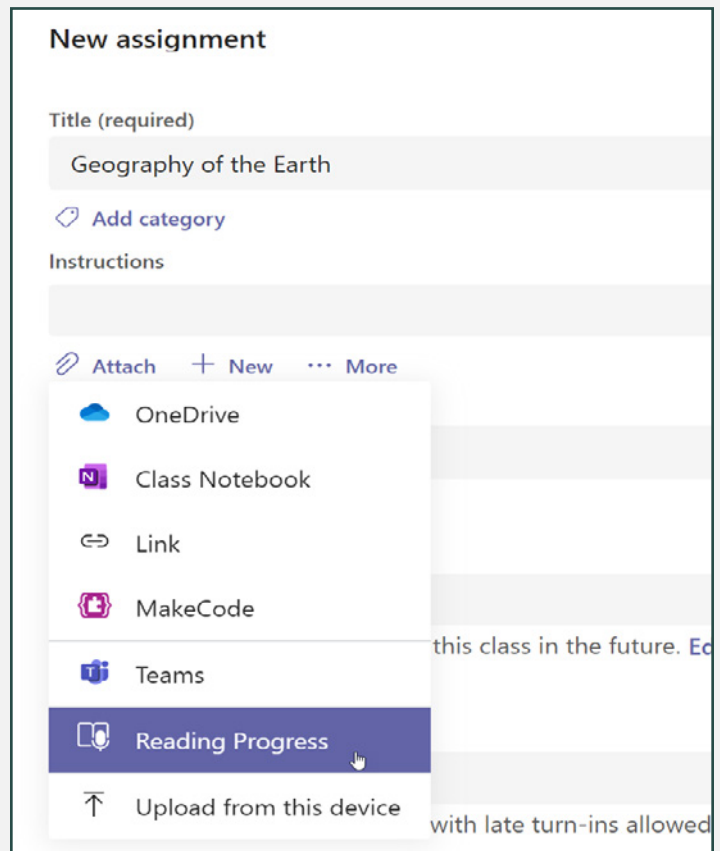 New assignment
Title (required)
Geography of the Earth
Add category
Instructions
Attach + New ··· More
OneDrive
Class Notebook
Link
MakeCode
this class in the future.
Teams
Reading Progress
Upload from this device
with late turn-ins allowed